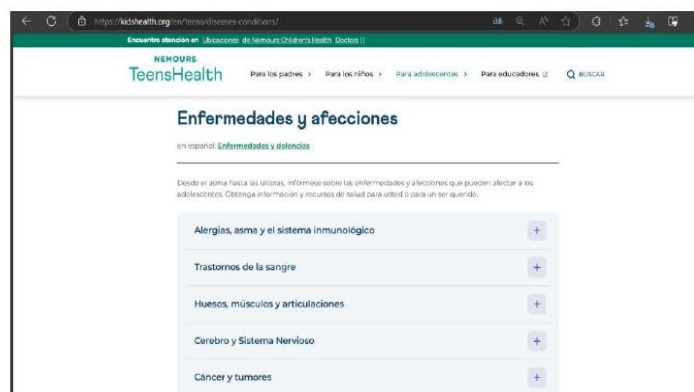 https://kidshealth.org/en/teens/diseases-conditions/
Encuentre atención en Ubicaciones de Nemours Children's Health Doctors ||
NEMOURS
TeensHealth
Para los padres > Para los niños > Para adolescentes > Para educadores BUSCAR
Enfermedades y afecciones
en español: Enfermedades y dolencias
Desde el asma hasta las úlceras, infórmese sobre las enfermedades y afecciones que pueden afectar a los
adolescentes. Obtenga información y recursos de salud para usted o para un ser querido.
Alergias, asma y el sistema inmunológico +
Trastornos de la sangre +
Huesos, músculos y articulaciones +
Cerebro y Sistema Nervioso +
Cáncer y tumores +